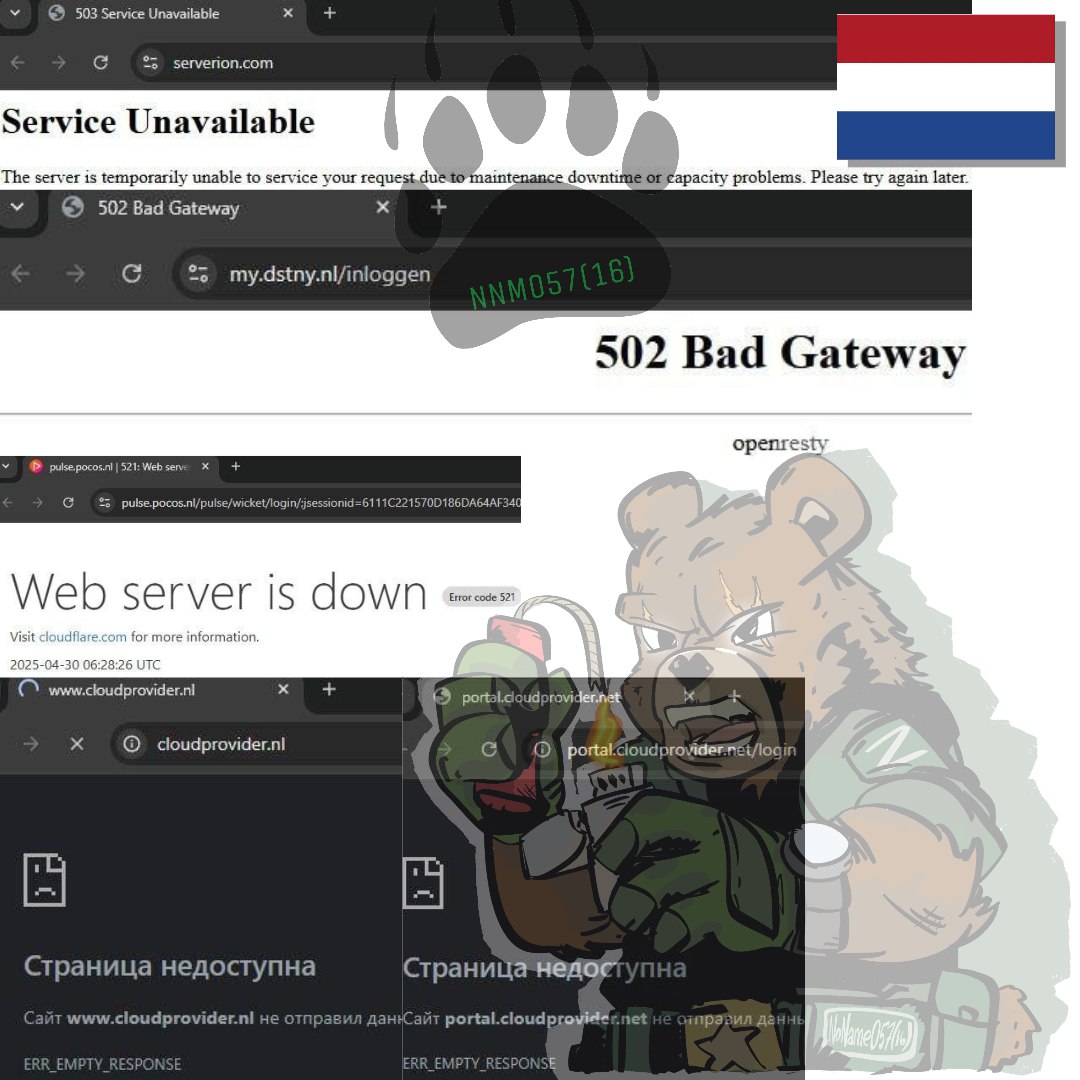 503 Service Unavailable
serverion.com
Service Unavailable
The server is temporarily unable to service your request due to maintenance downtime or capacity problems. Please try again later.
502 Bad Gateway
my.dstny.nl/inloggen
NNM057(16)
502 Bad Gateway
openresty
pulse.pocos.nl | 521: Web serve
pulse.pocos.nl/pulse/wicket/login/;jsessionid=6111C221570D186DA64AF340
Web server is down
Error code 521
Visit cloudflare.com for more information.
2025-04-30 06:28:26 UTC
www.cloudprovider.nl
portal.cloudprovider.net
cloudprovider.nl
portal.cloudprovider.net/login
Страница недоступна
Страница недоступна
Сайт www.cloudprovider.nl не отправил данн
Сайт portal.cloudprovider.net не отправил данны
ERR_EMPTY_RESPONSE
ERR_EMPTY_RESPONSE
NoName057(16)